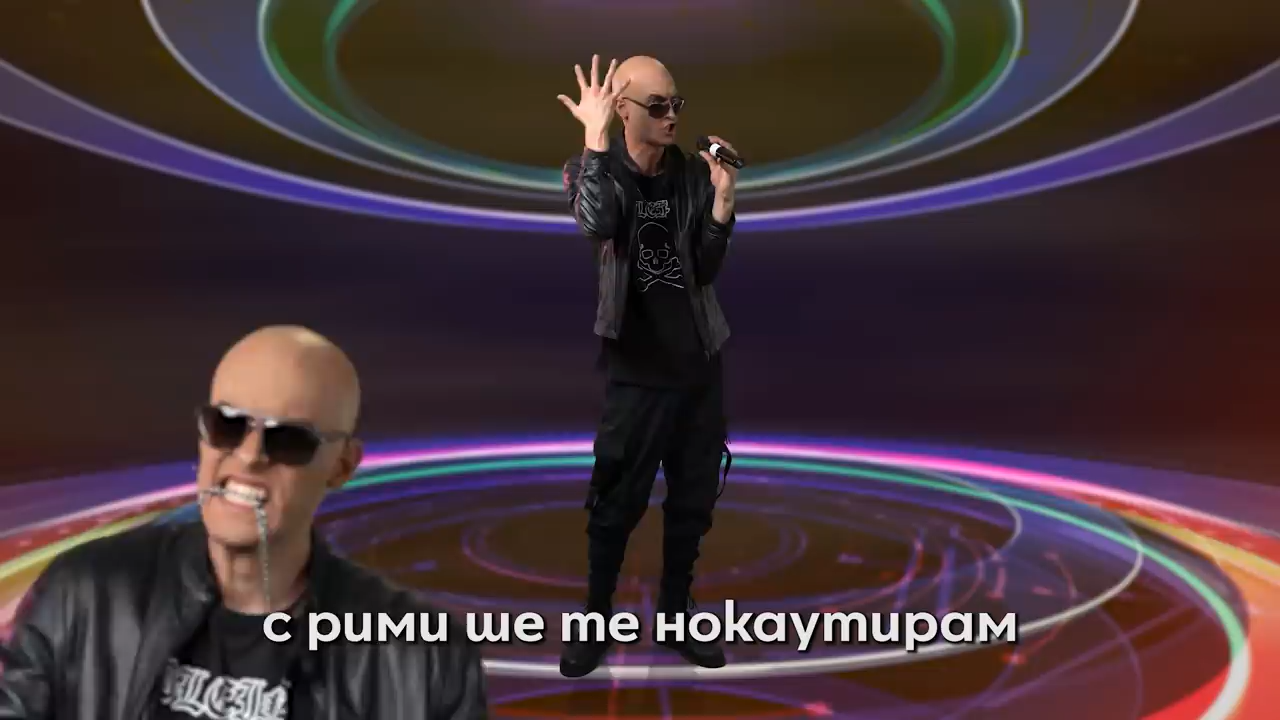 с рими ше те нокаутирам